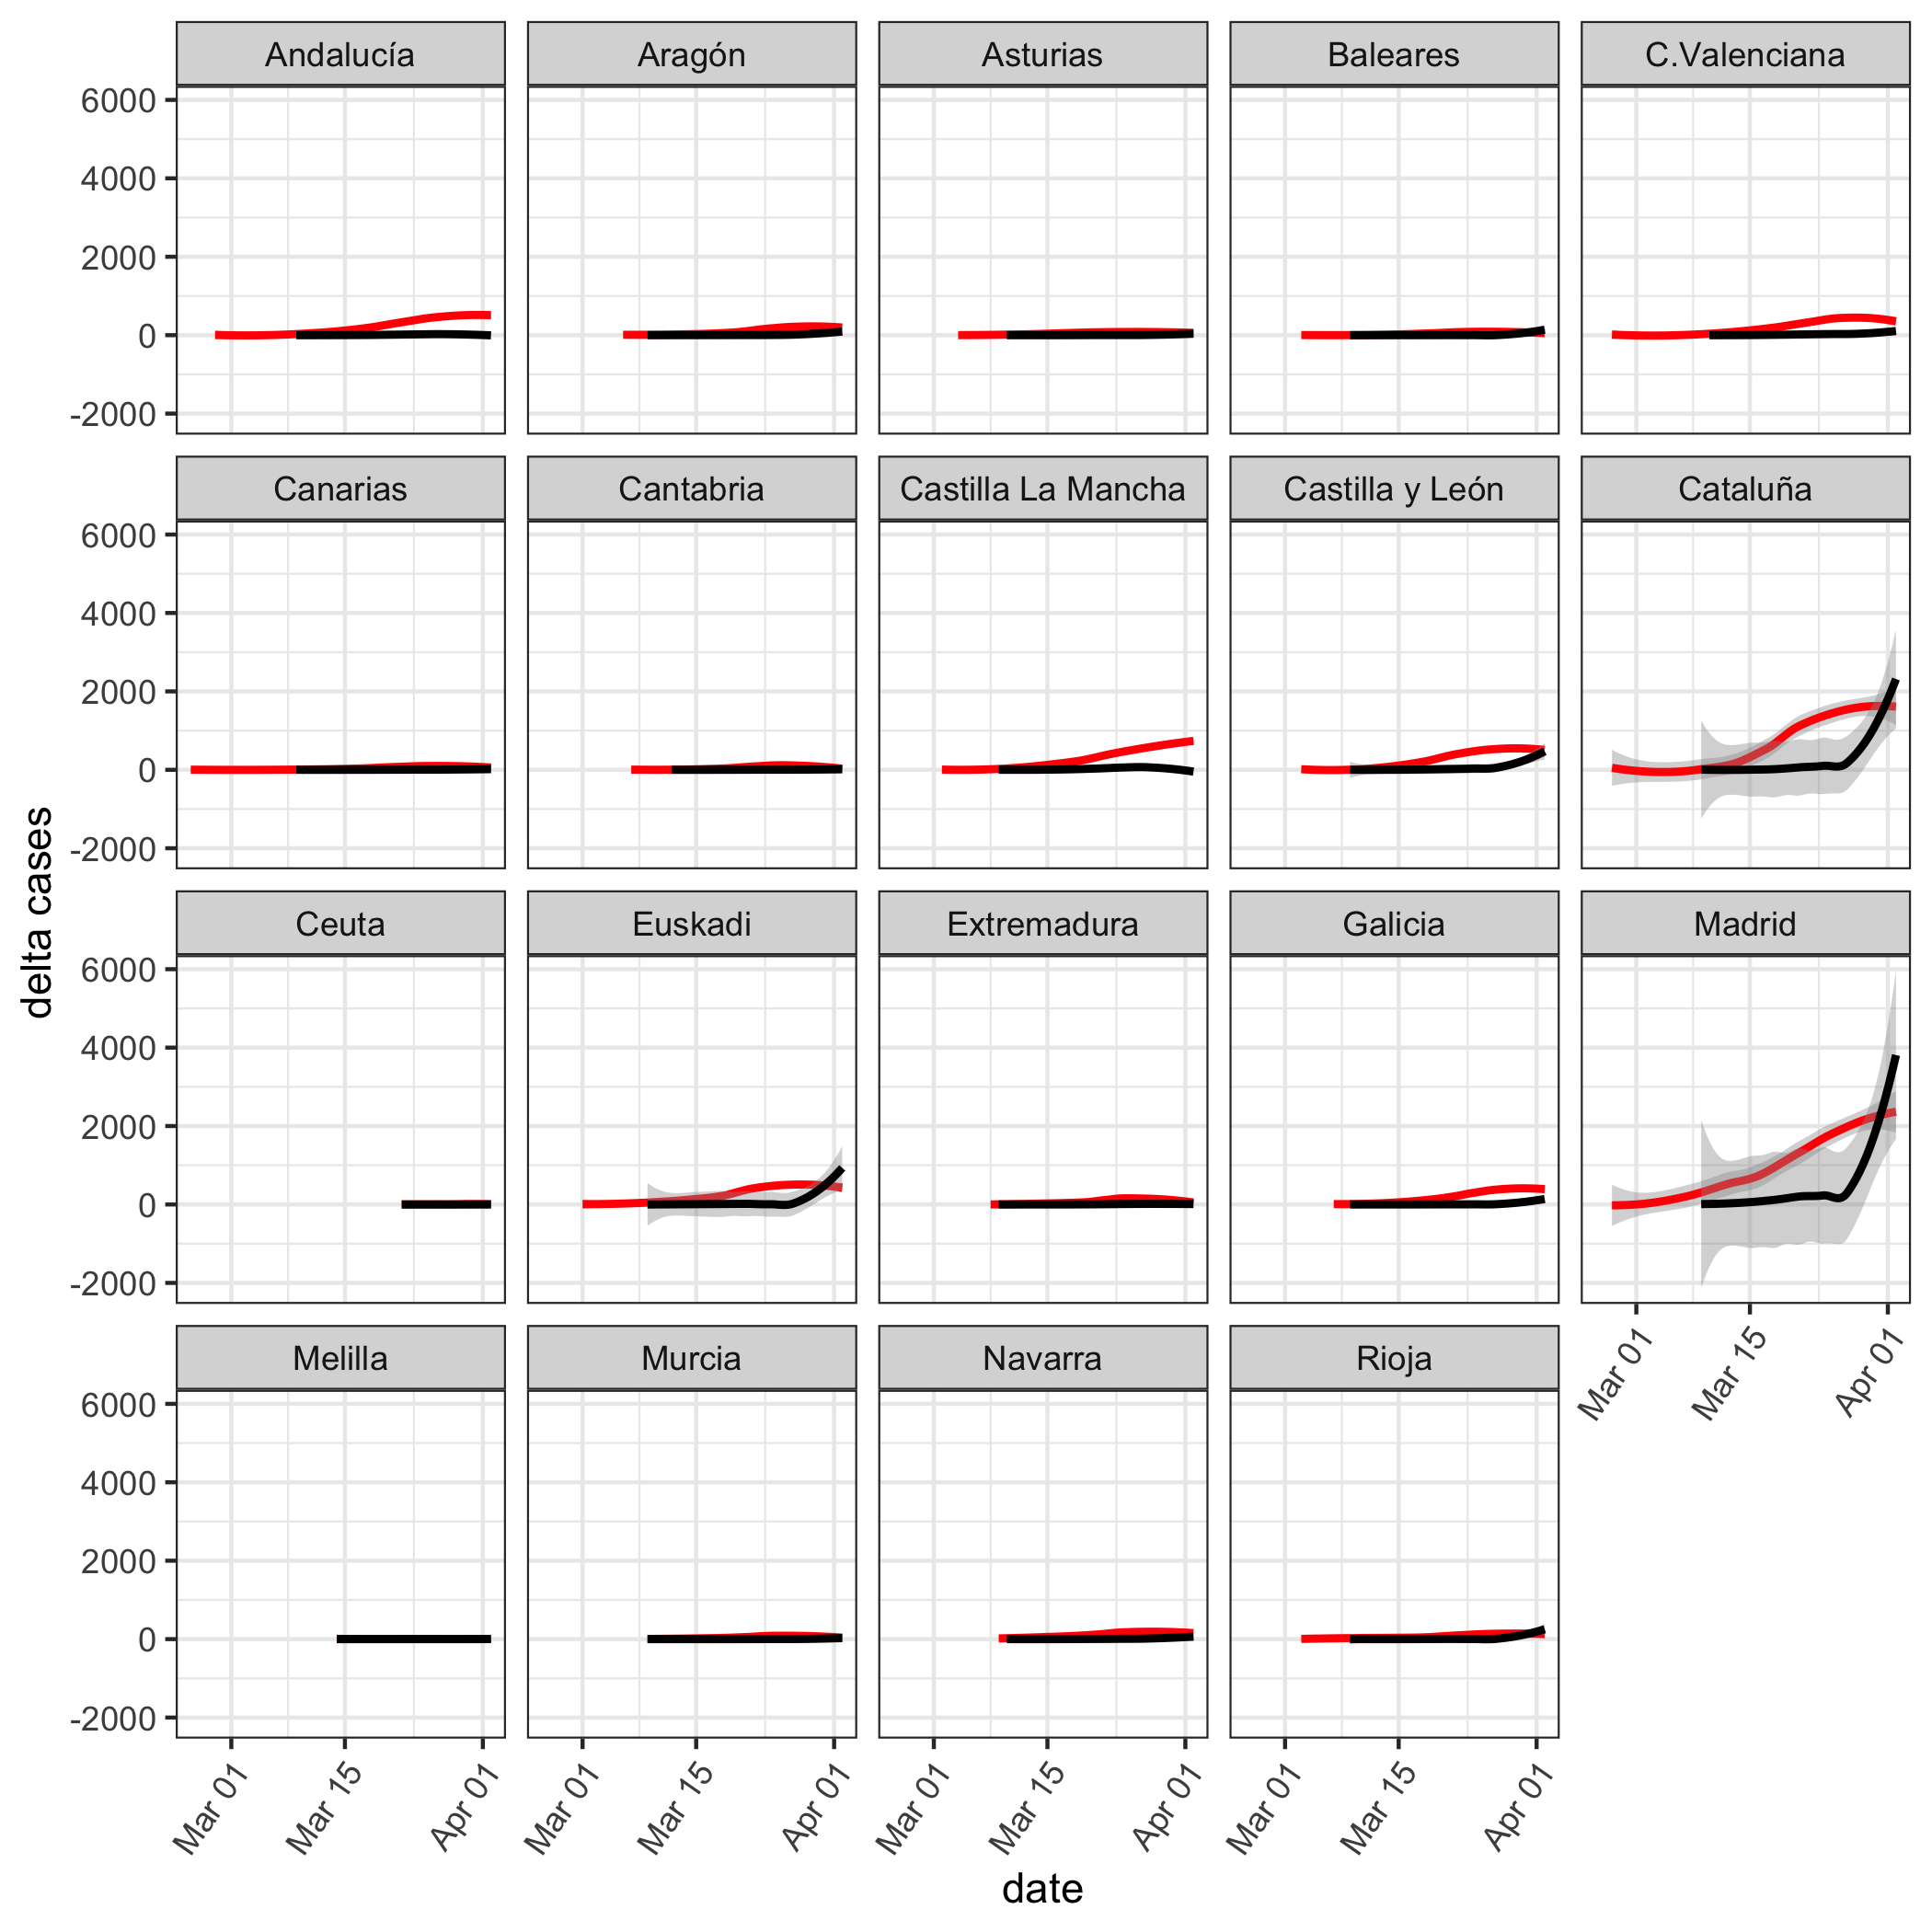 Andalucía Aragón Asturias Baleares C.Valenciana
6000
4000
2000
0
-2000
Canarias Cantabria Castilla La Mancha Castilla y León Cataluña
6000
4000
2000
0
-2000
Ceuta Euskadi Extremadura Galicia Madrid
6000
4000
2000
0
-2000
Mar 01 Mar 15 Apr 01
Melilla Murcia Navarra Rioja
6000
4000
2000
0
-2000
Mar 01 Mar 15 Apr 01 Mar 01 Mar 15 Apr 01 Mar 01 Mar 15 Apr 01 Mar 01 Mar 15 Apr 01
date
delta cases